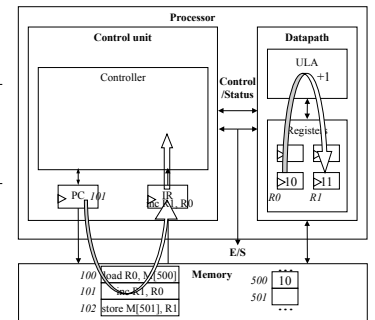 Processor
Control unit
Datapath
Controller
ULA
+1
Control
/Status
Registers
10
11
R0
R1
PC
101
IR
inc R1, R0
E/S
Memory
100 load R0, M[500]
101 inc R1, R0
102 store M[501], R1
...
500 10
501
...